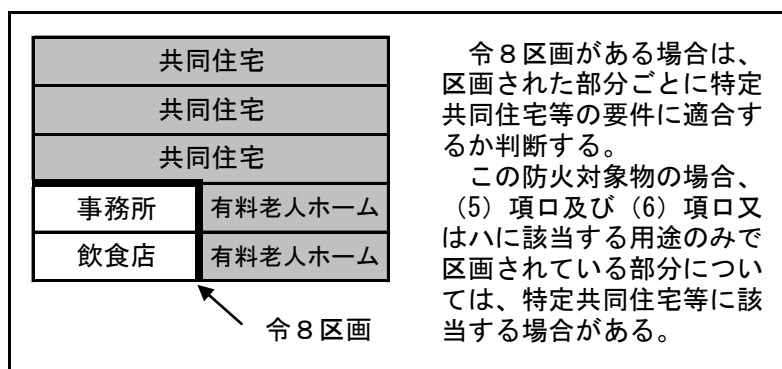 共同住宅
共同住宅
共同住宅
事務所
有料老人ホーム
飲食店
有料老人ホーム
令８区画
　令８区画がある場合は、
区画された部分ごとに特定
共同住宅等の要件に適合す
るか判断する。
　この防火対象物の場合、
（5）項ロ及び（6）項ロ又
はハに該当する用途のみで
区画されている部分につい
ては、特定共同住宅等に該
当する場合がある。